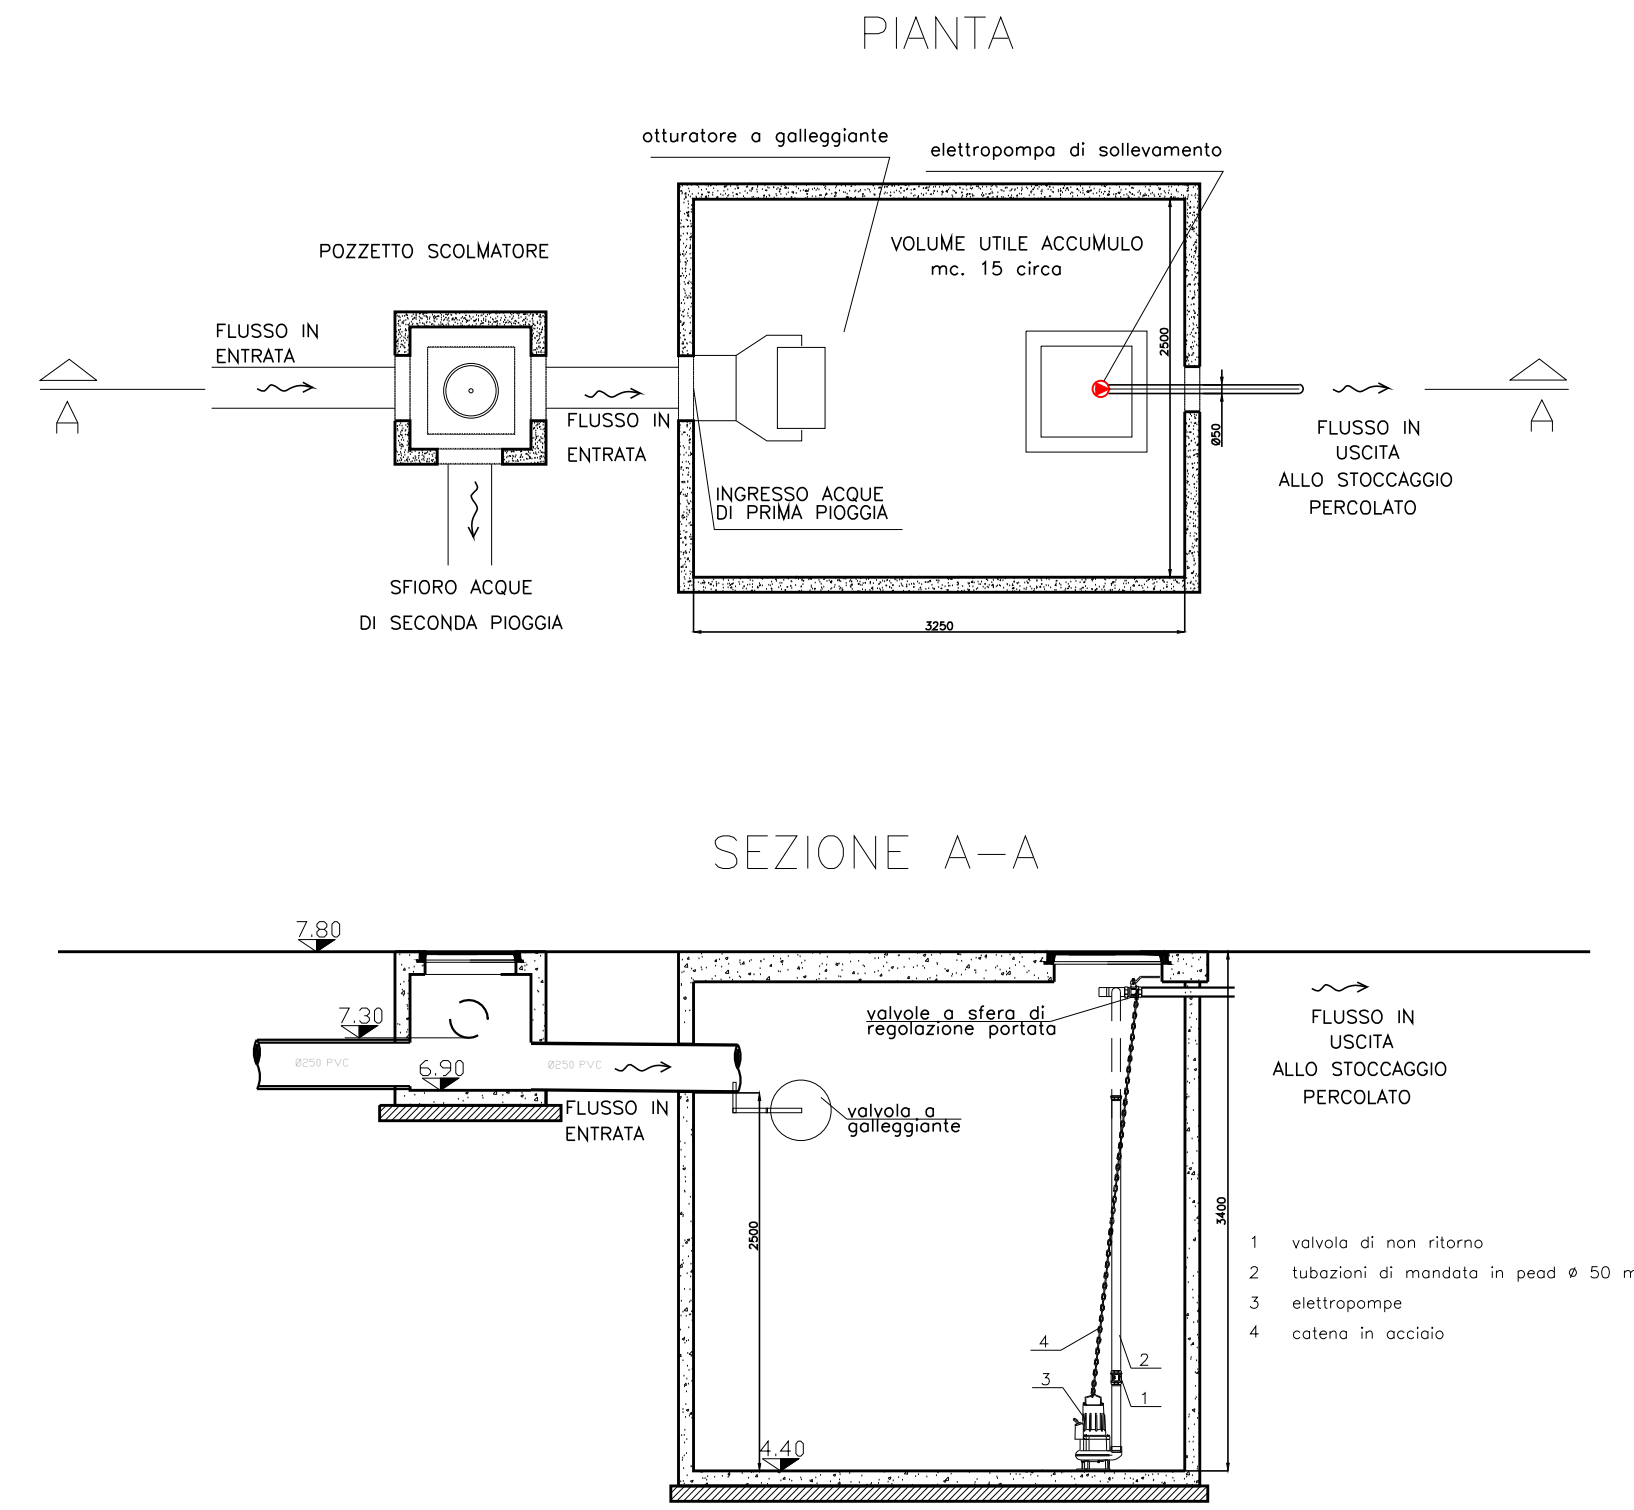 PIANTA
otturatore a galleggiante
elettropompa di sollevamento
POZZETTO SCOLMATORE
VOLUME UTILE ACCUMULO
mc. 15 circa
FLUSSO IN
ENTRATA
2500
A
A
FLUSSO IN
ENTRATA
Ø50
FLUSSO IN
USCITA
ALLO STOCCAGGIO
PERCOLATO
INGRESSO ACQUE
DI PRIMA PIOGGIA
SFIORO ACQUE
DI SECONDA PIOGGIA
3250
SEZIONE A-A
7.80
7.30
valvole a sfera di
regolazione portata
FLUSSO IN
USCITA
ALLO STOCCAGGIO
PERCOLATO
Ø250 PVC
6.90
Ø250 PVC
FLUSSO IN
ENTRATA
valvola a
galleggiante
2500
3400
1 valvola di non ritorno
2 tubazioni di mandata in pead Ø 50 m
3 elettropompe
4 catena in acciaio
4
2
3
1
4.40